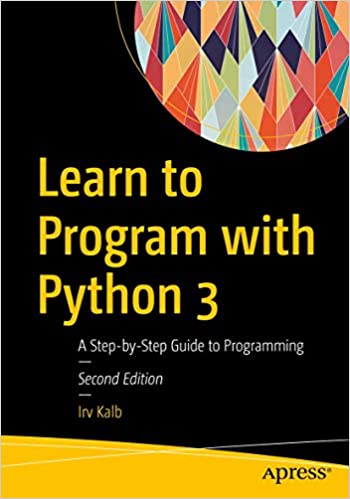 Learn to
Program with
Python 3
A Step-by-Step Guide to Programming
Second Edition
Irv Kalb
Apress®